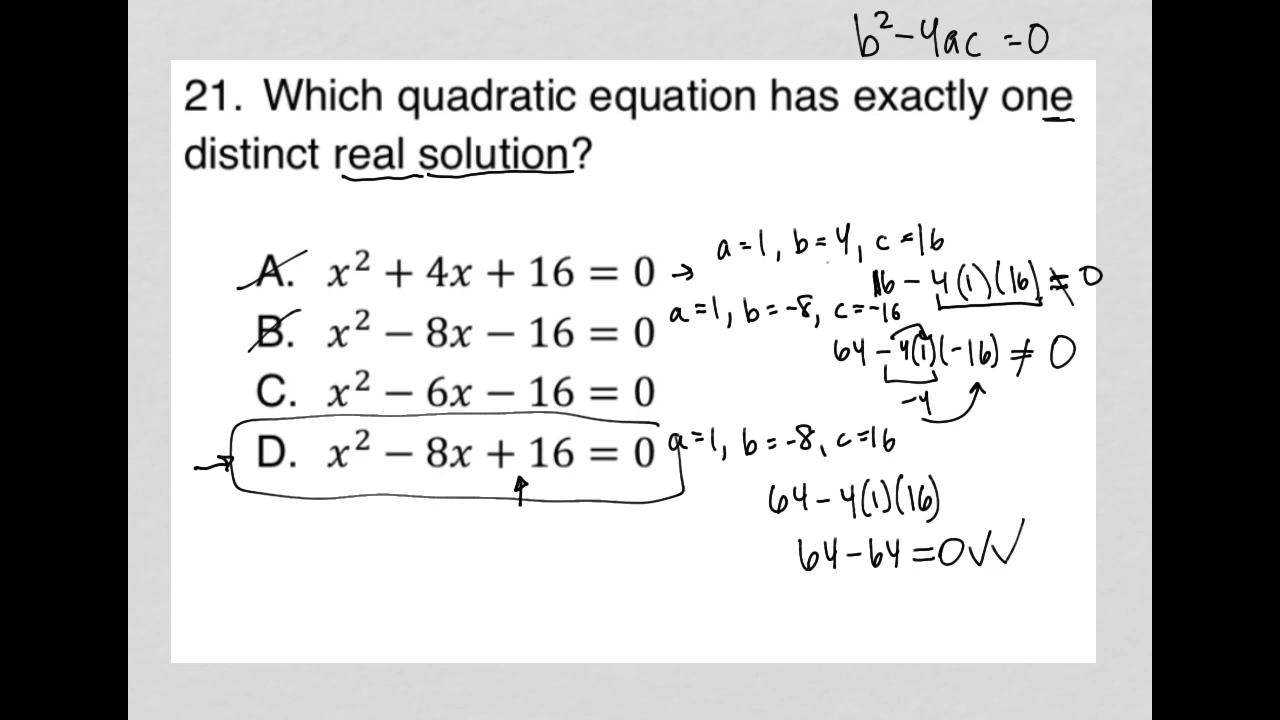 b²-4ac =0
21. Which quadratic equation has exactly one
distinct real solution?
a=1, b=4, c=16
A. x² + 4x + 16 = 0 →
16 - 4(1)(16) ≠ 0
a=1, b=-8, c=-16
B. x² − 8x − 16 = 0
64 - 4(1)(-16) ≠ 0
C. x² − 6x − 16 = 0
-4
D. x² − 8x + 16 = 0
a=1, b=-8, c=16
64 - 4(1)(16)
64-64 =0✓✓